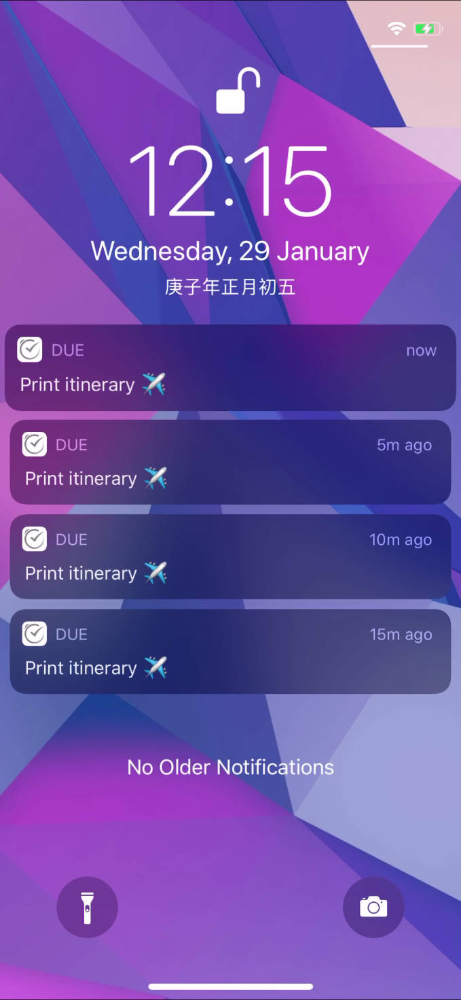 12:15
Wednesday, 29 January
庚子年正月初五
DUE now
Print itinerary ✈️
DUE 5m ago
Print itinerary ✈️
DUE 10m ago
Print itinerary ✈️
DUE 15m ago
Print itinerary ✈️
No Older Notifications